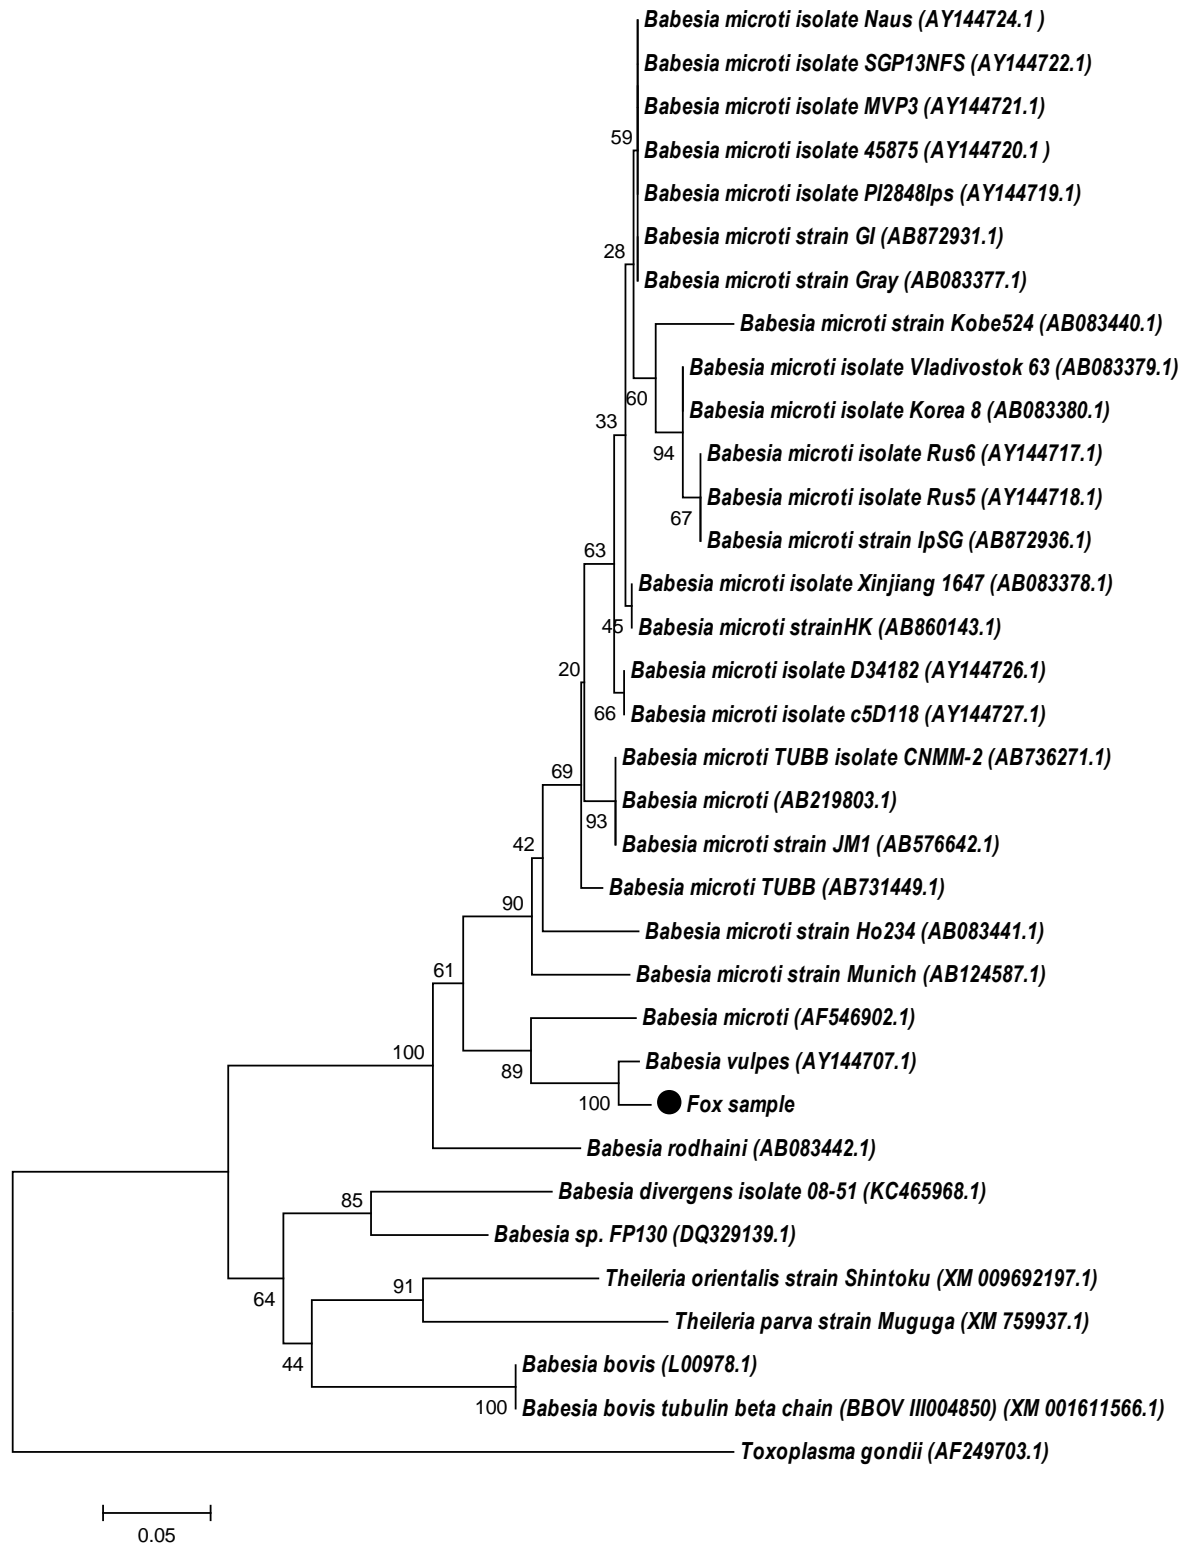 Babesia microti isolate Naus (AY144724.1 )
Babesia microti isolate SGP13NFS (AY144722.1)
Babesia microti isolate MVP3 (AY144721.1)
59
Babesia microti isolate 45875 (AY144720.1 )
Babesia microti isolate PI2848Ips (AY144719.1)
Babesia microti strain GI (AB872931.1)
28
Babesia microti strain Gray (AB083377.1)
Babesia microti strain Kobe524 (AB083440.1)
Babesia microti isolate Vladivostok 63 (AB083379.1)
60
Babesia microti isolate Korea 8 (AB083380.1)
33
94
Babesia microti isolate Rus6 (AY144717.1)
Babesia microti isolate Rus5 (AY144718.1)
67
Babesia microti strain IpSG (AB872936.1)
63
Babesia microti isolate Xinjiang 1647 (AB083378.1)
45
Babesia microti strainHK (AB860143.1)
20
Babesia microti isolate D34182 (AY144726.1)
66
Babesia microti isolate c5D118 (AY144727.1)
Babesia microti TUBB isolate CNMM-2 (AB736271.1)
69
Babesia microti (AB219803.1)
93
Babesia microti strain JM1 (AB576642.1)
42
Babesia microti TUBB (AB731449.1)
90
Babesia microti strain Ho234 (AB083441.1)
61
Babesia microti strain Munich (AB124587.1)
Babesia microti (AF546902.1)
100
Babesia vulpes (AY144707.1)
89
100
Fox sample
Babesia rodhaini (AB083442.1)
Babesia divergens isolate 08-51 (KC465968.1)
85
Babesia sp. FP130 (DQ329139.1)
Theileria orientalis strain Shintoku (XM 009692197.1)
91
64
Theileria parva strain Muguga (XM 759937.1)
44
Babesia bovis (L00978.1)
100
Babesia bovis tubulin beta chain (BBOV III004850) (XM 001611566.1)
Toxoplasma gondii (AF249703.1)
0.05